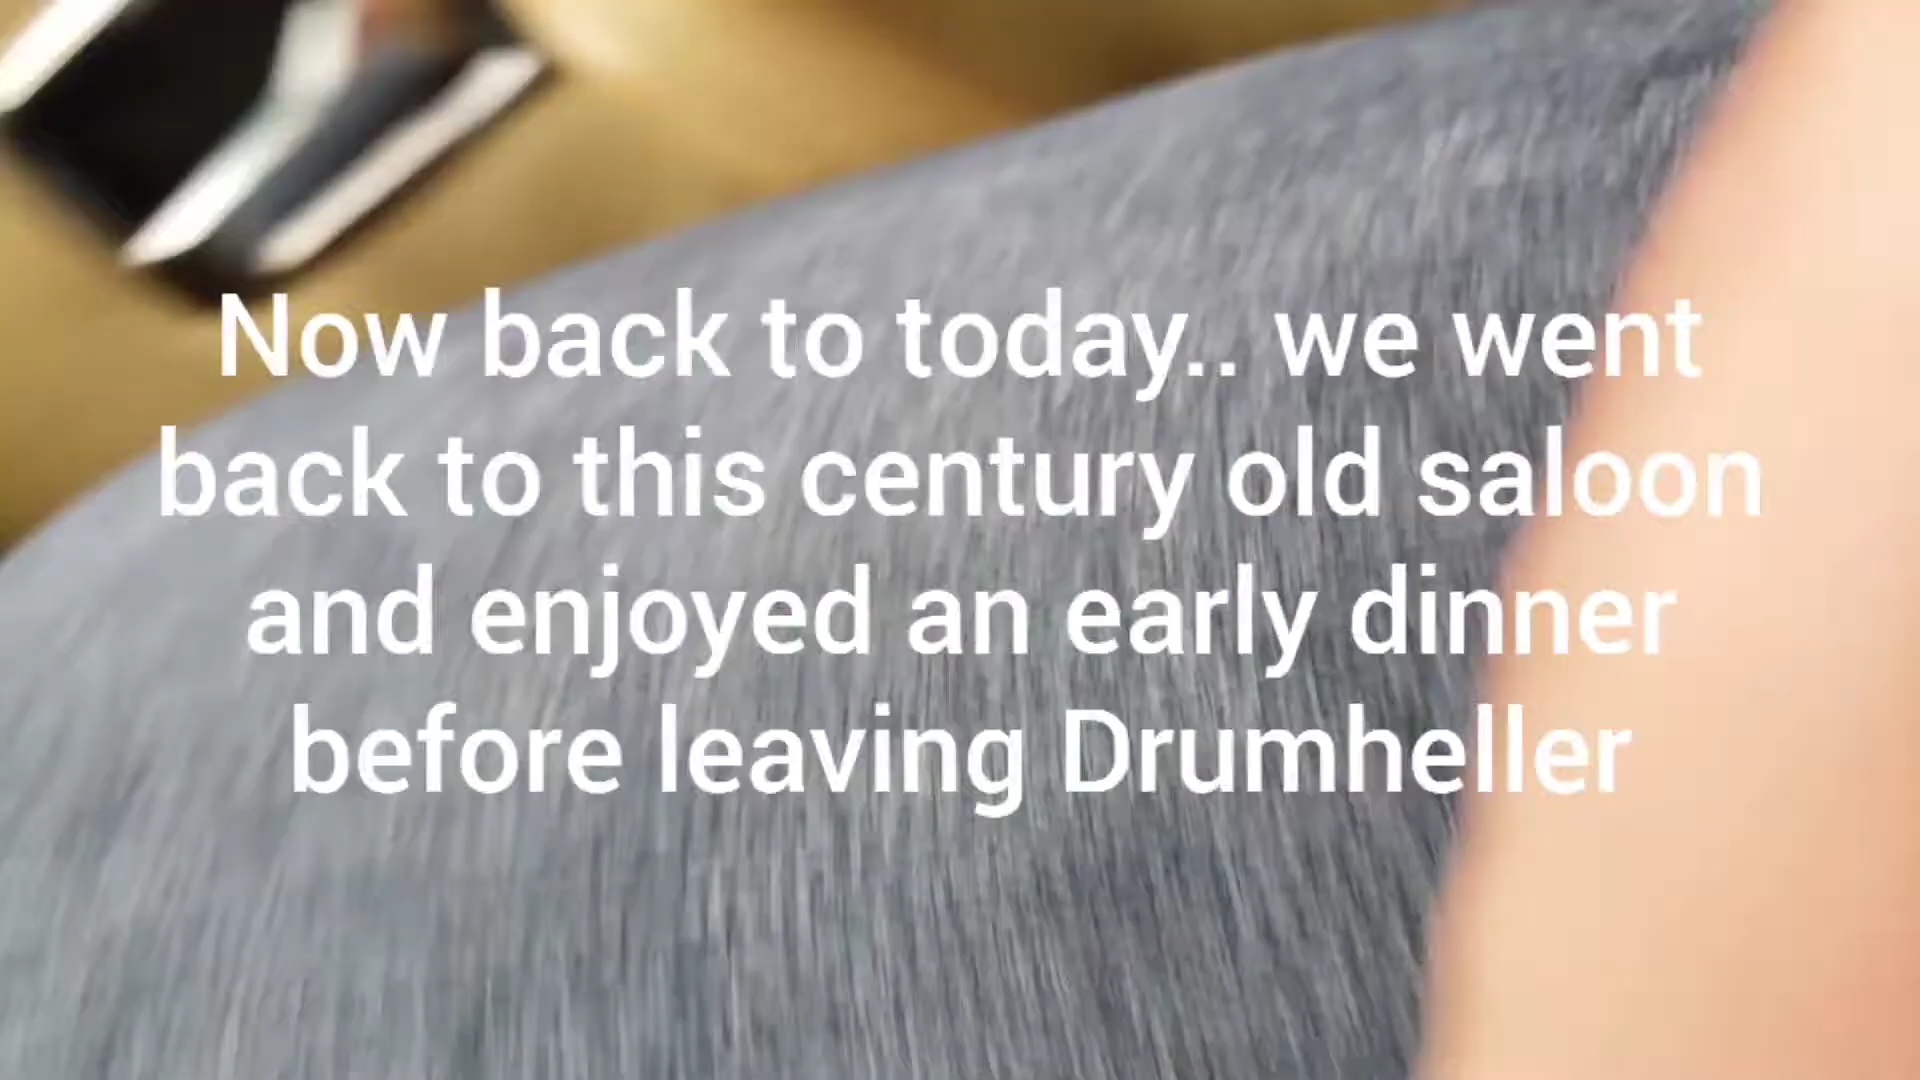 Now back to today.. we went
back to this century old saloon
and enjoyed an early dinner
before leaving Drumheller